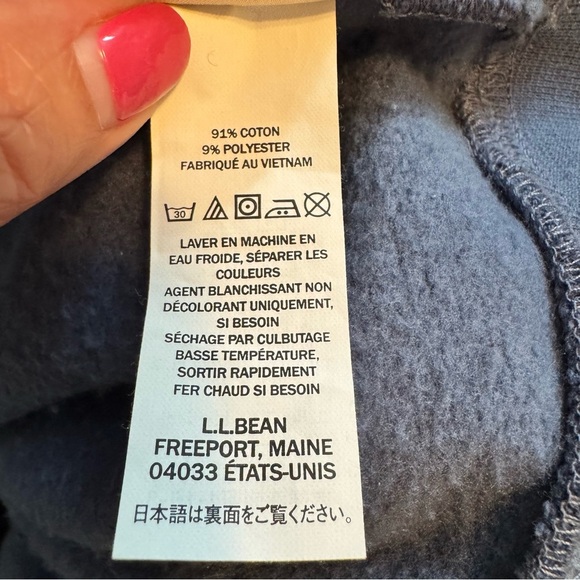 91% COTON
9% POLYESTER
FABRIQUÉ AU VIETNAM
30
LAVER EN MACHINE EN
EAU FROIDE, SÉPARER LES
COULEURS
AGENT BLANCHISSANT NON
DÉCOLORANT UNIQUEMENT,
SI BESOIN
SÉCHAGE PAR CULBUTAGE
BASSE TEMPÉRATURE,
SORTIR RAPIDEMENT
FER CHAUD SI BESOIN
L.L.BEAN
FREEPORT, MAINE
04033 ÉTATS-UNIS
日本語は裏面をご覧ください。